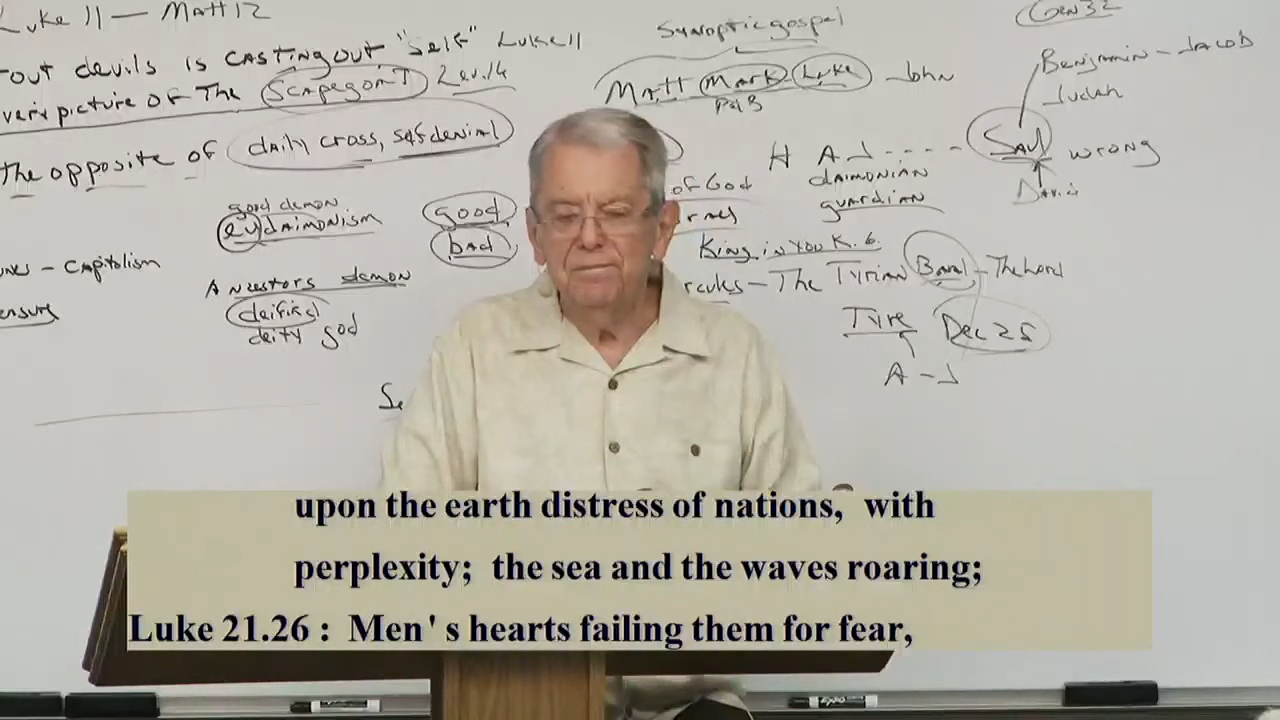 Luke 11 — Matt 12
out devils is casting out "self" Luke 11
very picture of The Scapegoat Lev.16
the opposite of daily cross, self denial
good demon
eudaimonism
good
bad
Capitalism
Ancestors demon
deified
deity god
Synoptic gospel
Matt Mark Luke John
H A J - - - - - Saul wrong
daimonian
guardian
of God
King in you K. 6.
The Tyrian Baal - The Lord
Tyre Dec 25
A - J
Gen 32
Benjamin - Jacob
Judah
David
upon the earth distress of nations, with
perplexity; the sea and the waves roaring;
Luke 21.26 : Men's hearts failing them for fear,
EXPO
EXPO